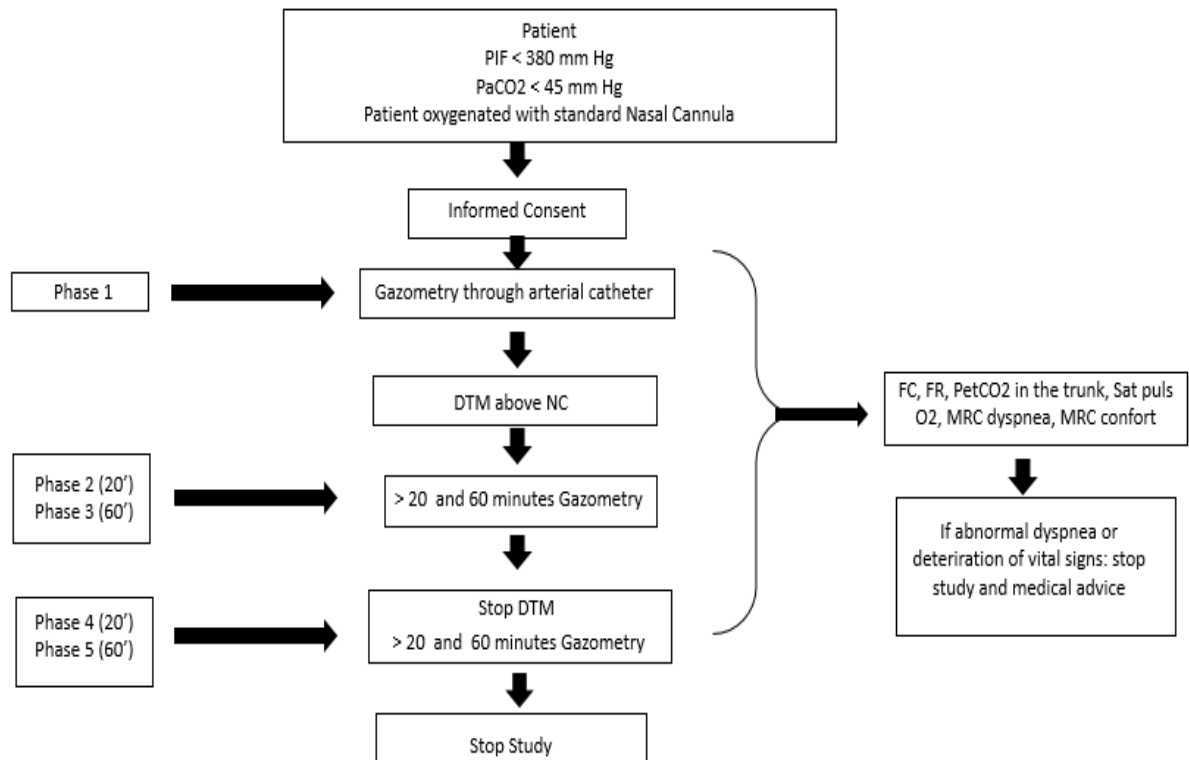 Patient
PIF < 380 mm Hg
PaCO2 < 45 mm Hg
Patient oxygenated with standard Nasal Cannula
Informed Consent
Phase 1
Gazometry through arterial catheter
DTM above NC
FC, FR, PetCO2 in the trunk, Sat puls
O2, MRC dyspnea, MRC confort
Phase 2 (20’)
Phase 3 (60’)
> 20 and 60 minutes Gazometry
If abnormal dyspnea or
deteriration of vital signs: stop
study and medical advice
Phase 4 (20’)
Phase 5 (60’)
Stop DTM
> 20 and 60 minutes Gazometry
Stop Study